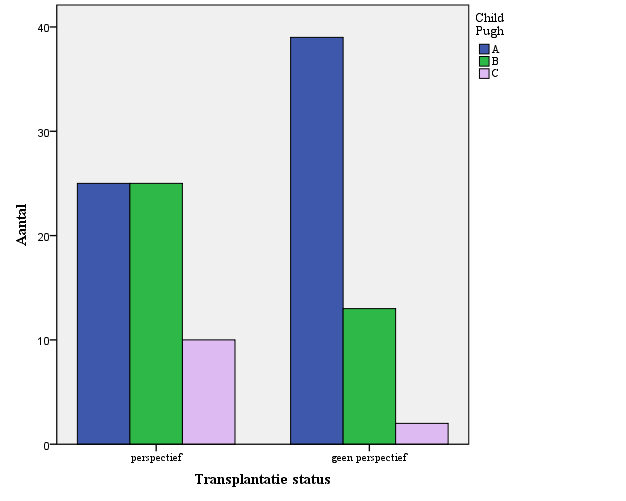 Child
Pugh
A
B
C
40
30
20
10
0
Aantal
perspectief
geen perspectief
Transplantatie status